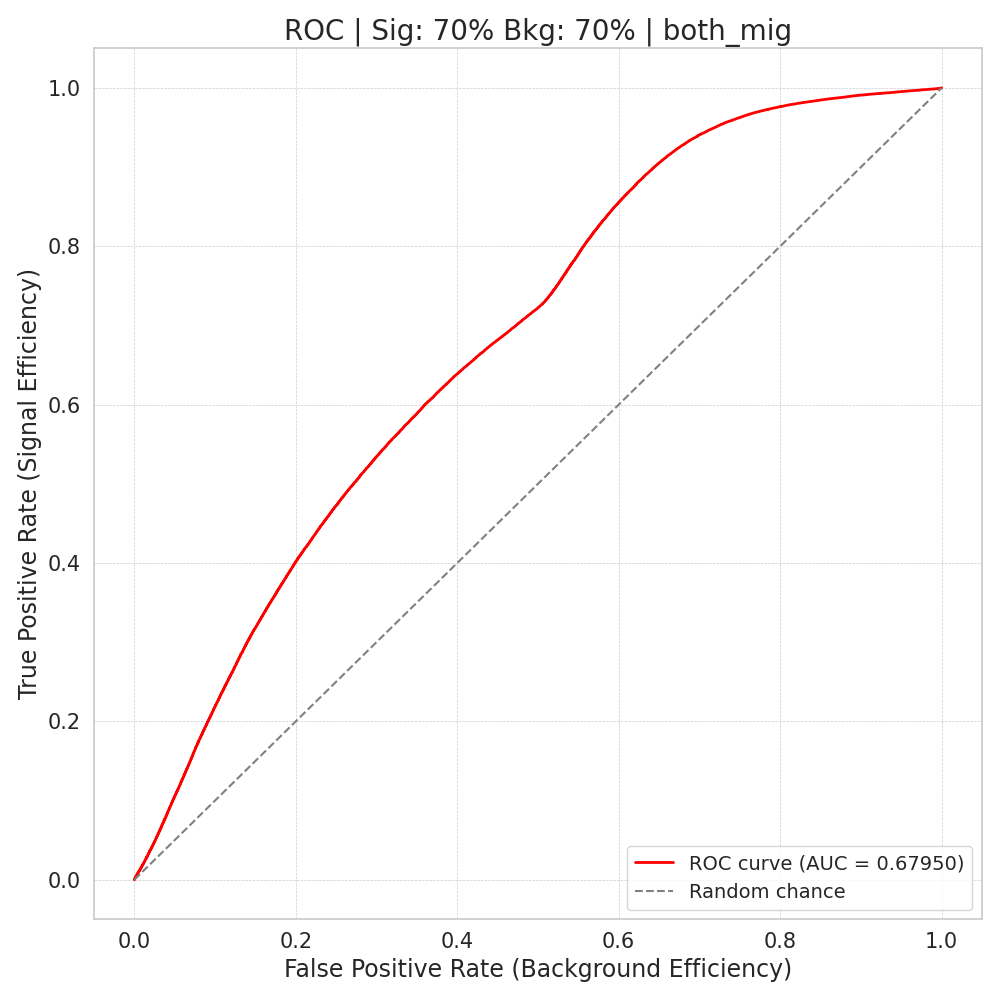 ROC | Sig: 70% Bkg: 70% | both_mig
True Positive Rate (Signal Efficiency)
1.0
0.8
0.6
0.4
0.2
0.0
ROC curve (AUC = 0.67950)
Random chance
0.0 0.2 0.4 0.6 0.8 1.0
False Positive Rate (Background Efficiency)